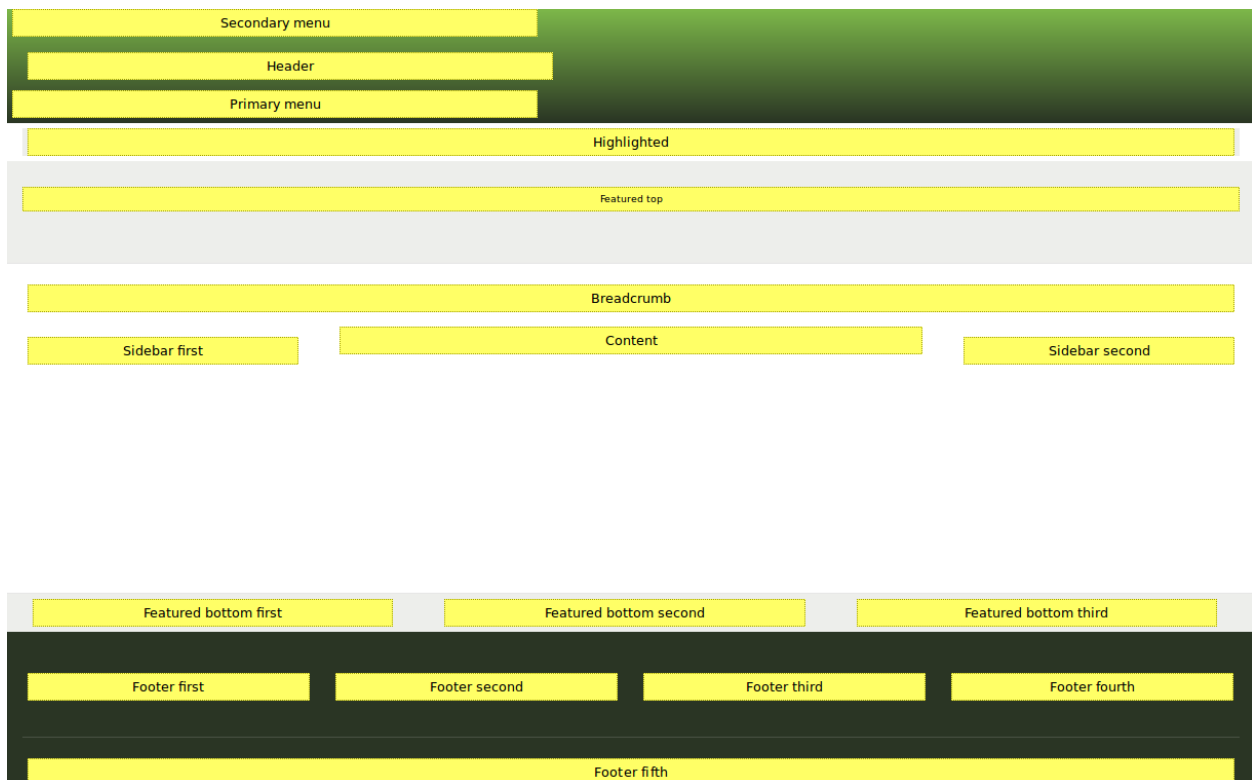 Secondary menu
Header
Primary menu
Highlighted
Featured top
Breadcrumb
Sidebar first
Content
Sidebar second
Featured bottom first
Featured bottom second
Featured bottom third
Footer first
Footer second
Footer third
Footer fourth
Footer fifth